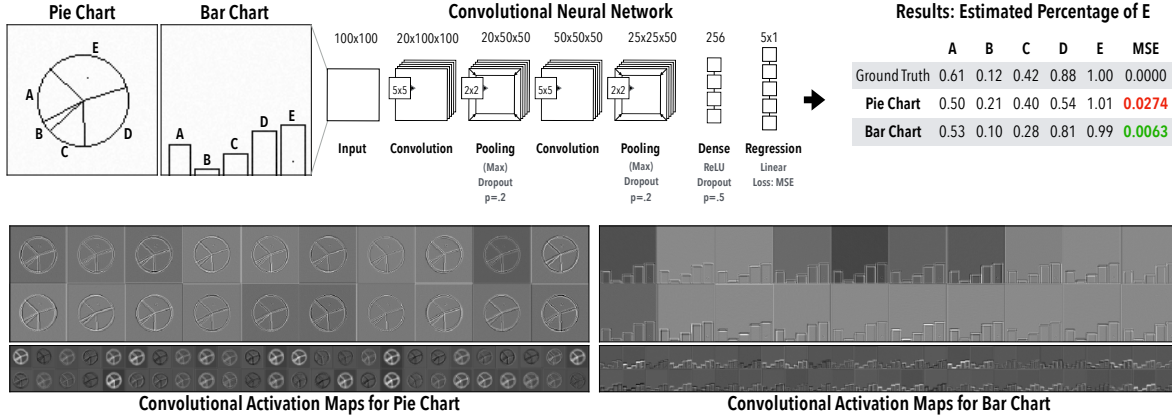 Pie Chart
Bar Chart
Convolutional Neural Network
Results: Estimated Percentage of E
E
A
B
C
D
A
B
C
D
E
100x100
20x100x100
20x50x50
50x50x50
25x25x50
256
5x1
5x5
2x2
5x5
2x2
Input
Convolution
Pooling
(Max)
Dropout
p=.2
Convolution
Pooling
(Max)
Dropout
p=.2
Dense
ReLU
Dropout
p=.5
Regression
Linear
Loss: MSE
A B C D E MSE
Ground Truth 0.61 0.12 0.42 0.88 1.00 0.0000
Pie Chart 0.50 0.21 0.40 0.54 1.01 0.0274
Bar Chart 0.53 0.10 0.28 0.81 0.99 0.0063
Convolutional Activation Maps for Pie Chart
Convolutional Activation Maps for Bar Chart